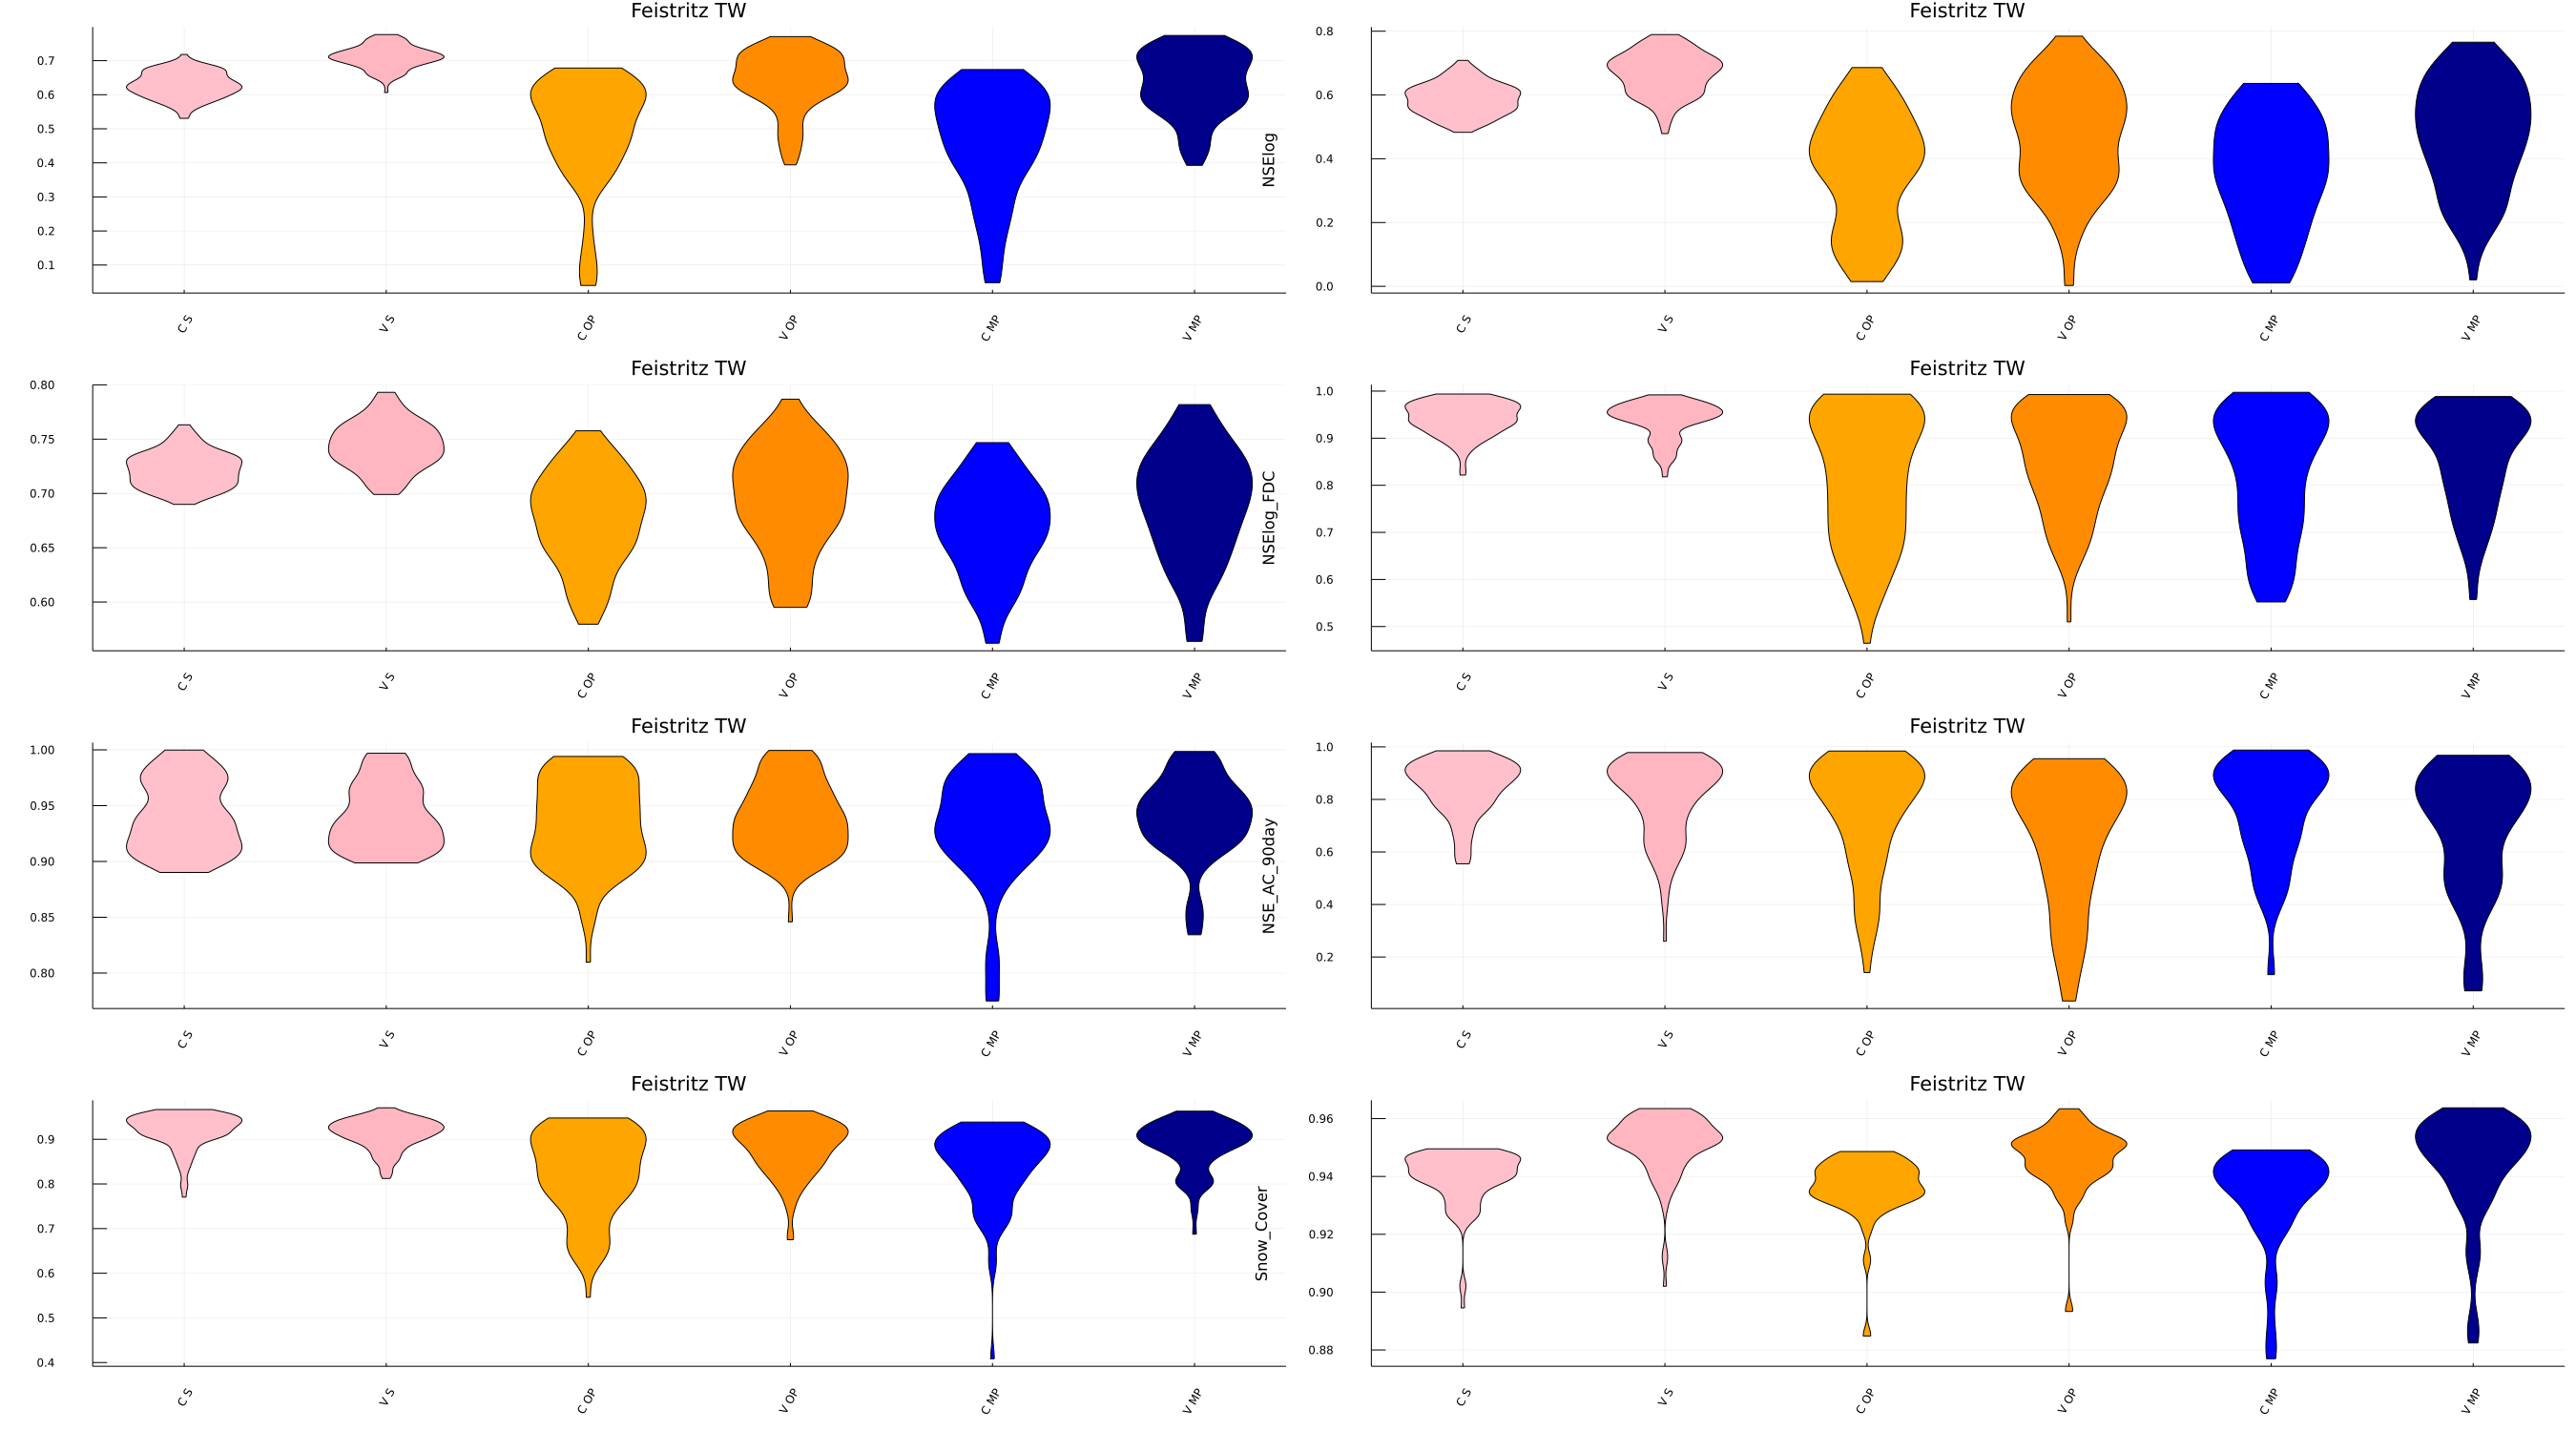 Feistritz TW
0.7
0.6
0.5
0.4
0.3
0.2
0.1
C S
V S
C OP
V OP
C MP
V MP
Feistritz TW
NSElog
0.8
0.6
0.4
0.2
0.0
C S
V S
C OP
V OP
C MP
V MP
Feistritz TW
0.80
0.75
0.70
0.65
0.60
C S
V S
C OP
V OP
C MP
V MP
Feistritz TW
NSElog_FDC
1.0
0.9
0.8
0.7
0.6
0.5
C S
V S
C OP
V OP
C MP
V MP
Feistritz TW
1.00
0.95
0.90
0.85
0.80
C S
V S
C OP
V OP
C MP
V MP
Feistritz TW
NSE_AC_90day
1.0
0.8
0.6
0.4
0.2
C S
V S
C OP
V OP
C MP
V MP
Feistritz TW
0.9
0.8
0.7
0.6
0.5
0.4
C S
V S
C OP
V OP
C MP
V MP
Feistritz TW
Snow_Cover
0.96
0.94
0.92
0.90
0.88
C S
V S
C OP
V OP
C MP
V MP